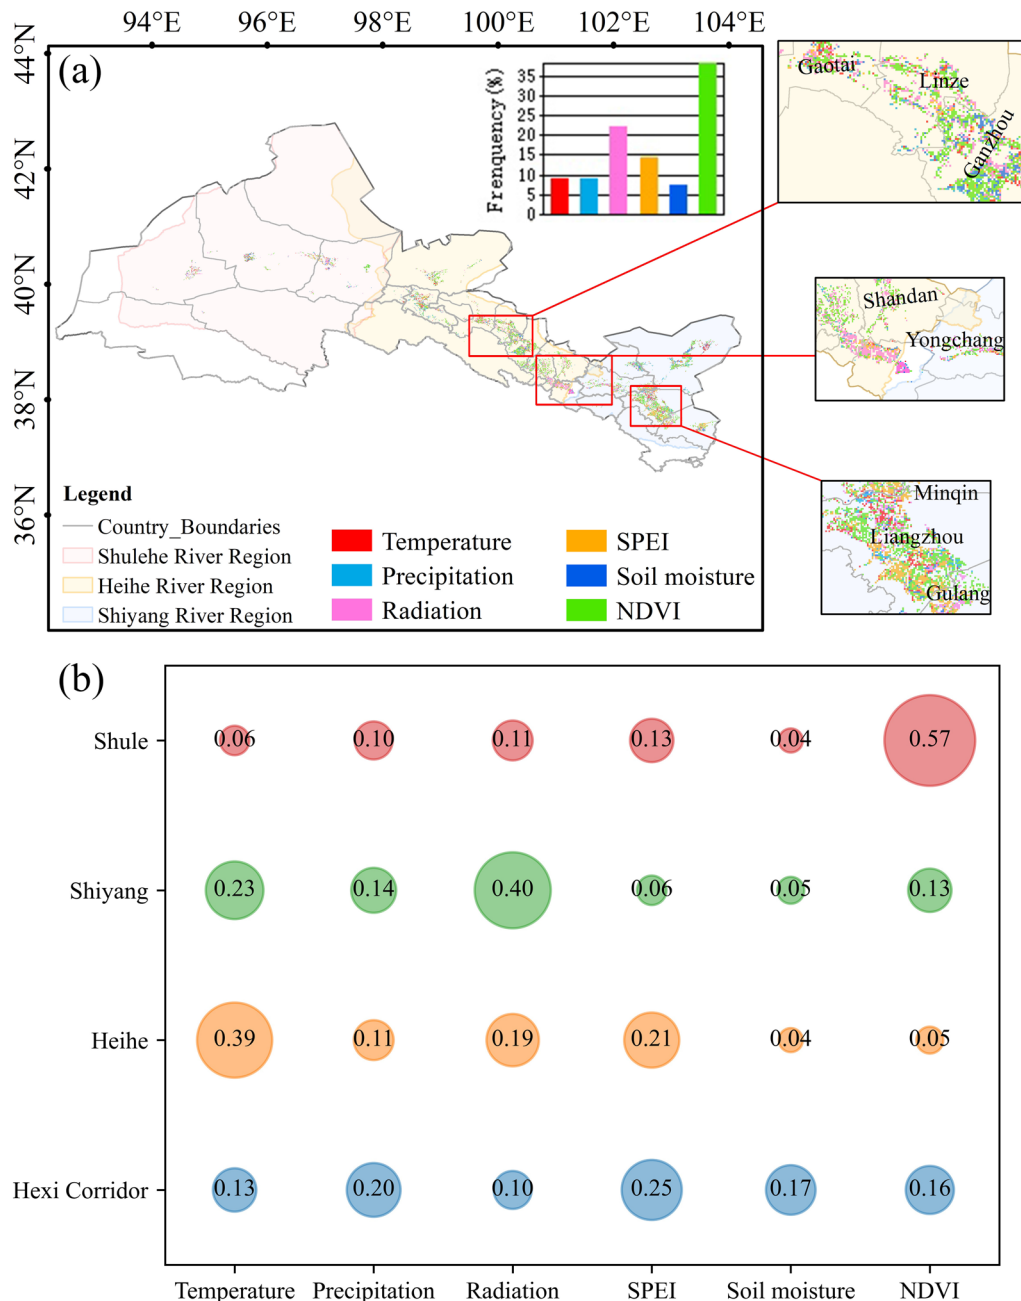 94°E 96°E 98°E 100°E 102°E 104°E
44°N
42°N
40°N
38°N
36°N
(a)
Frenquency(%)
35
30
25
20
15
10
5
0
Gaotai
Linze
Ganzhou
Shandan
Yongchang
Minqin
Liangzhou
Gulang
Legend
Country_Boundaries
Shulehe River Region
Heihe River Region
Shiyang River Region
Temperature
Precipitation
Radiation
SPEI
Soil moisture
NDVI
(b)
Shule 0.06 0.10 0.11 0.13 0.04 0.57
Shiyang 0.23 0.14 0.40 0.06 0.05 0.13
Heihe 0.39 0.11 0.19 0.21 0.04 0.05
Hexi Corridor 0.13 0.20 0.10 0.25 0.17 0.16
Temperature Precipitation Radiation SPEI Soil moisture NDVI